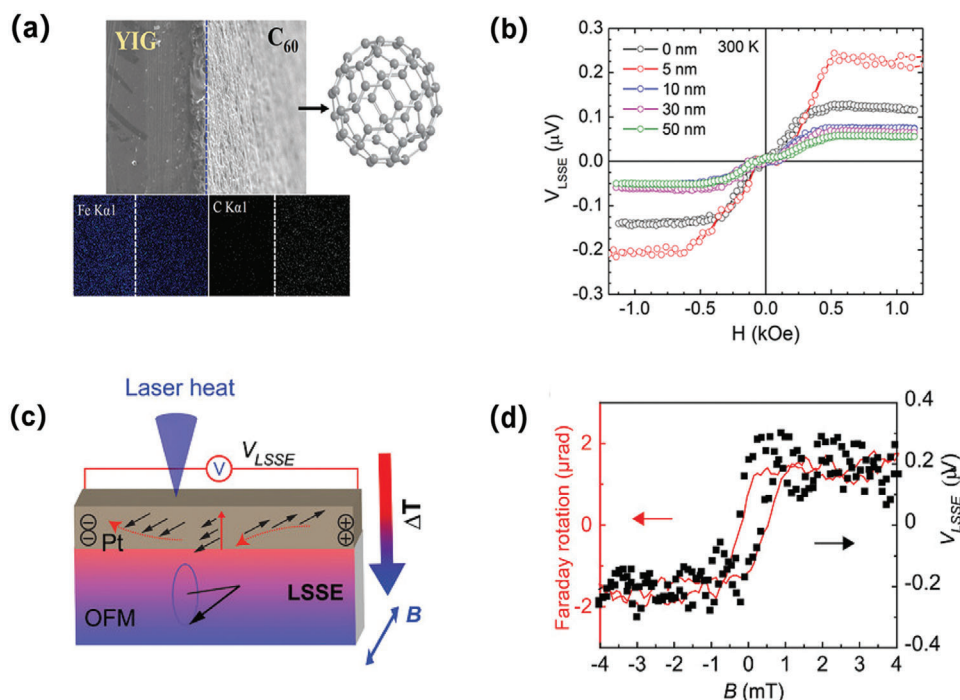 (a)
YIG
C60
Fe Kα1
C Kα1
(b)
0 nm
5 nm
10 nm
30 nm
50 nm
300 K
VLSSE (μV)
0.3
0.2
0.1
0.0
-0.1
-0.2
-0.3
-1.0 -0.5 0.0 0.5 1.0
H (kOe)
(c)
Laser heat
VLSSE
V
Pt
ΔT
LSSE
OFM
B
(d)
Faraday rotation (μrad)
2
0
-2
0.4
0.2
0
-0.2
-0.4
VLSSE (μV)
-4 -3 -2 -1 0 1 2 3 4
B (mT)